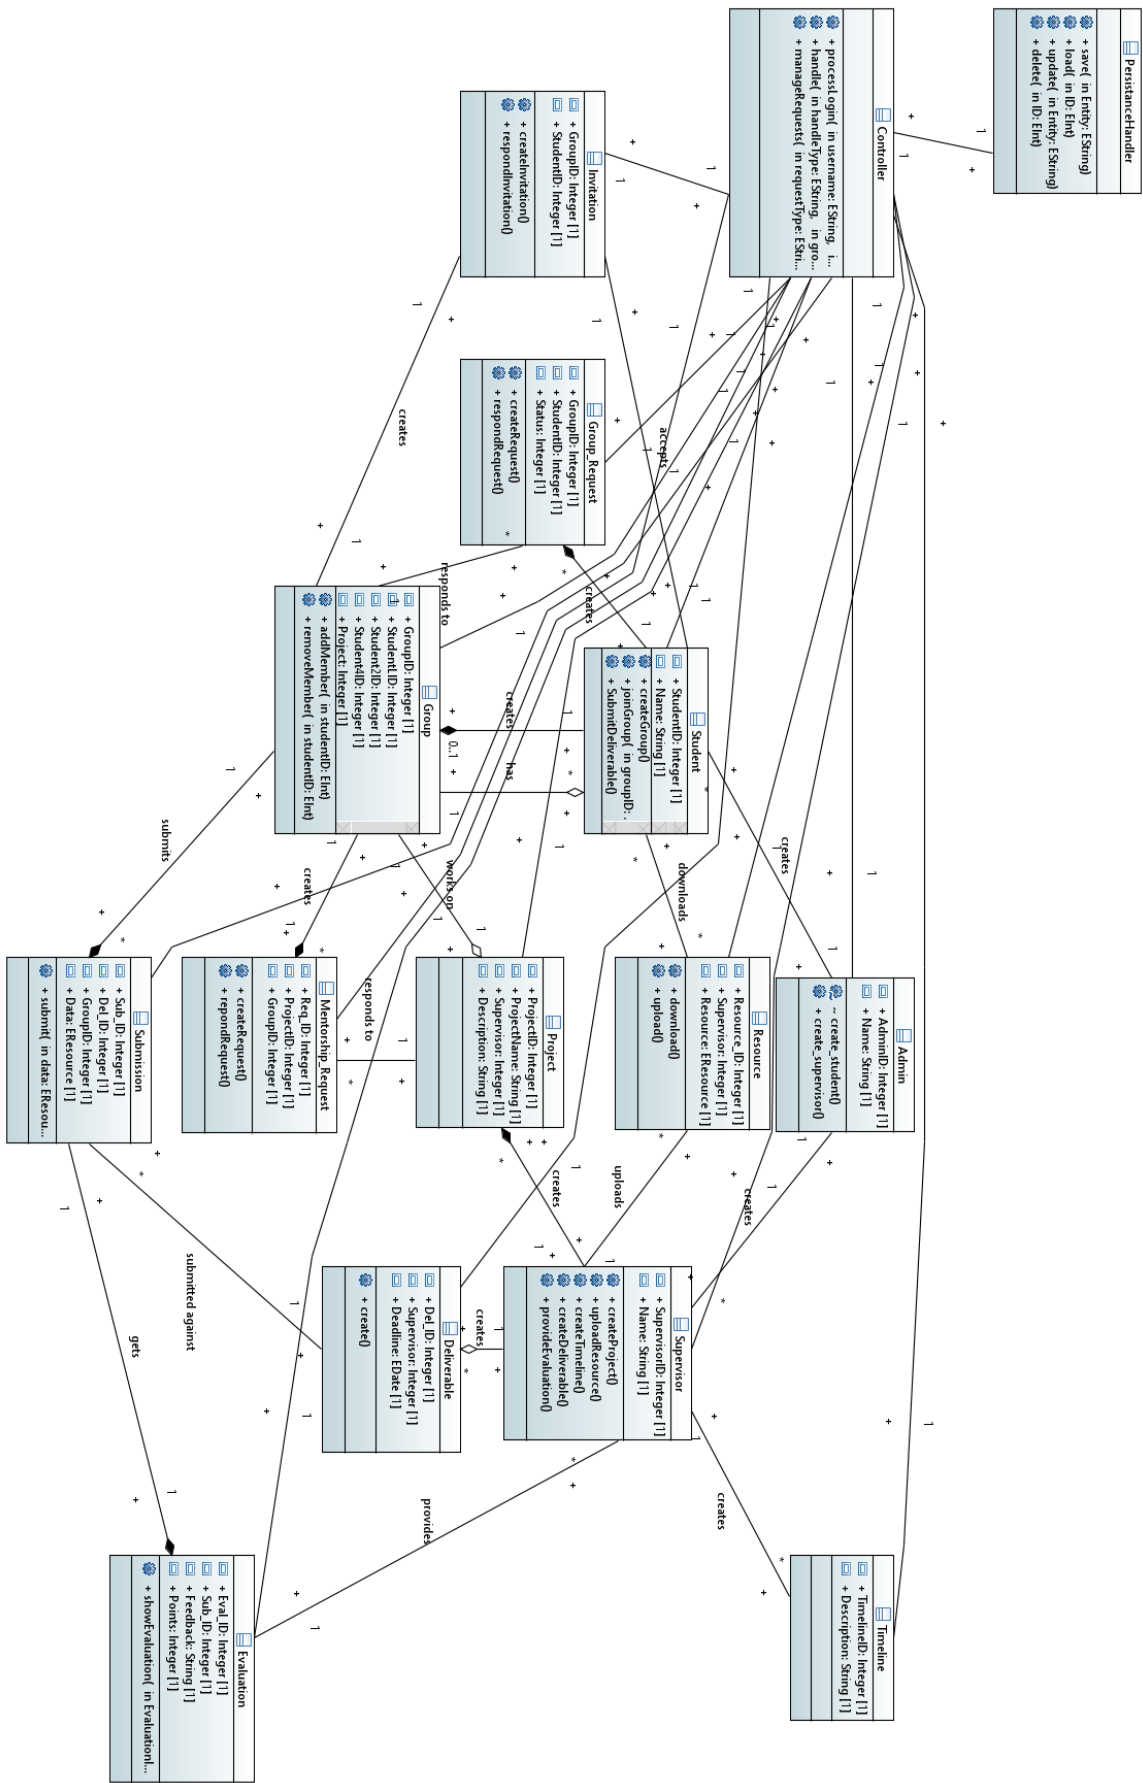 PersistanceHandler
+ save( in Entity: EString)
+ load( in ID: EInt)
+ update( in Entity: EString)
+ delete( in ID: EInt)
Controller
+ processLogin( in username: EString, i...
+ handle( in handleType: EString, in gro...
+ manageRequests( in requestType: EStri...
Invitation
+ GroupID: Integer [1]
+ StudentID: Integer [1]
+ createInvitation()
+ respondInvitation()
Group_Request
+ GroupID: Integer [1]
+ StudentID: Integer [1]
+ Status: Integer [1]
+ createRequest()
+ respondRequest()
Student
+ StudentID: Integer [1]
+ Name: String [1]
+ createGroup()
+ joinGroup( in groupID: .
+ SubmitDeliverable()
Group
+ GroupID: Integer [1]
+ StudentLID: Integer [1]
+ Student2ID: Integer [1]
+ Student4ID: Integer [1]
+ Project: Integer [1]
+ addMember( in studentID: EInt)
+ removeMember( in studentID: EInt)
Admin
+ AdminID: Integer [1]
+ Name: String [1]
~ create_student()
+ create_supervisor()
Resource
+ Resource_ID: Integer [1]
+ Supervisor: Integer [1]
+ Resource: EResource [1]
+ download()
+ upload()
Project
+ ProjectID: Integer [1]
+ ProjectName: String [1]
+ Supervisor: Integer [1]
+ Description: String [1]
Mentorship_Request
+ Req_ID: Integer [1]
+ ProjectID: Integer [1]
+ GroupID: Integer [1]
+ createRequest()
+ repondRequest()
Submission
+ Sub_ID: Integer [1]
+ Del_ID: Integer [1]
+ GroupID: Integer [1]
+ Data: EResource [1]
+ submit( in data: EResou...
Supervisor
+ SupervisorID: Integer [1]
+ Name: String [1]
+ createProject()
+ uploadResource()
+ createTimeline()
+ createDeliverable()
+ provideEvaluation()
Deliverable
+ Del_ID: Integer [1]
+ Supervisor: Integer [1]
+ Deadline: EDate [1]
+ create()
Timeline
+ TimelineID: Integer [1]
+ Description: String [1]
Evaluation
+ Eval_ID: Integer [1]
+ Sub_ID: Integer [1]
+ Feedback: String [1]
+ Points: Integer [1]
+ showEvaluation( in EvaluationI...
creates
accepts
responds to
creates
creates
0..1
has
creates
downloads
works on
creates
submits
responds to
creates
uploads
creates
creates
submitted against
gets
provides
creates